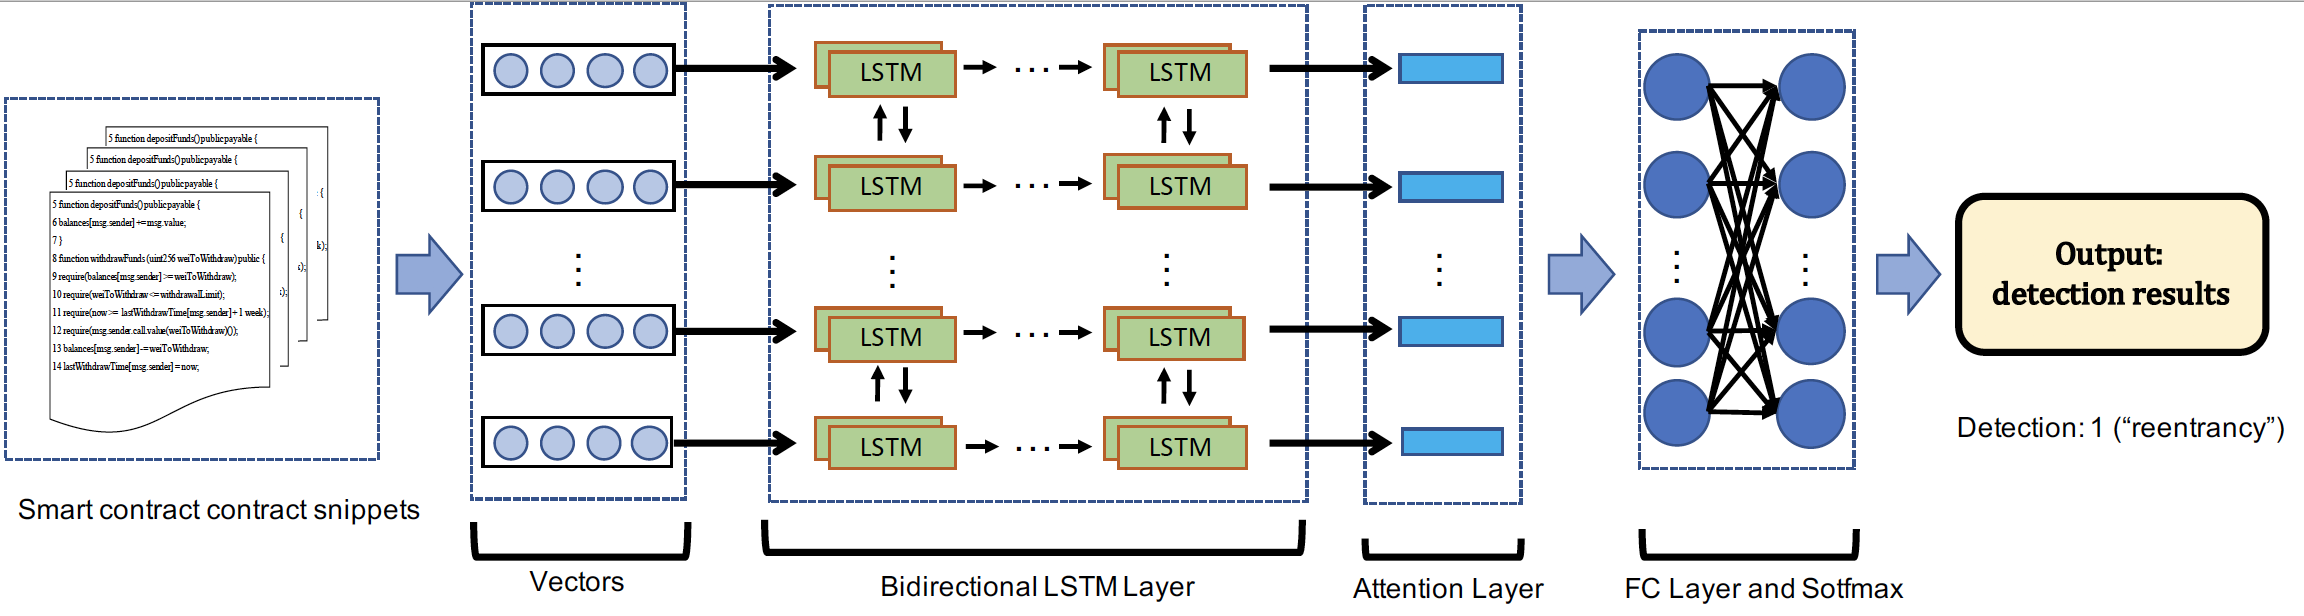 5 function depositFunds() public payable {
5 function depositFunds() public payable {
5 function depositFunds() public payable {
5 function depositFunds() public payable {
6 balances[msg.sender] += msg.value;
7 }
8 function withdrawFunds (uint256 weiToWithdraw) public {
9 require(balances[msg.sender] >= weiToWithdraw);
10 require(weiToWithdraw <= withdrawalLimit);
11 require(now >= lastWithdrawTime[msg.sender] + 1 week);
12 require(msg.sender.call.value(weiToWithdraw)());
13 balances[msg.sender] -= weiToWithdraw;
14 lastWithdrawTime[msg.sender] = now;
Smart contract contract snippets
Vectors
LSTM
. . .
LSTM
LSTM
. . .
LSTM
LSTM
. . .
LSTM
LSTM
. . .
LSTM
Bidirectional LSTM Layer
Attention Layer
FC Layer and Sotfmax
Output:
detection results
Detection: 1 (“reentrancy”)